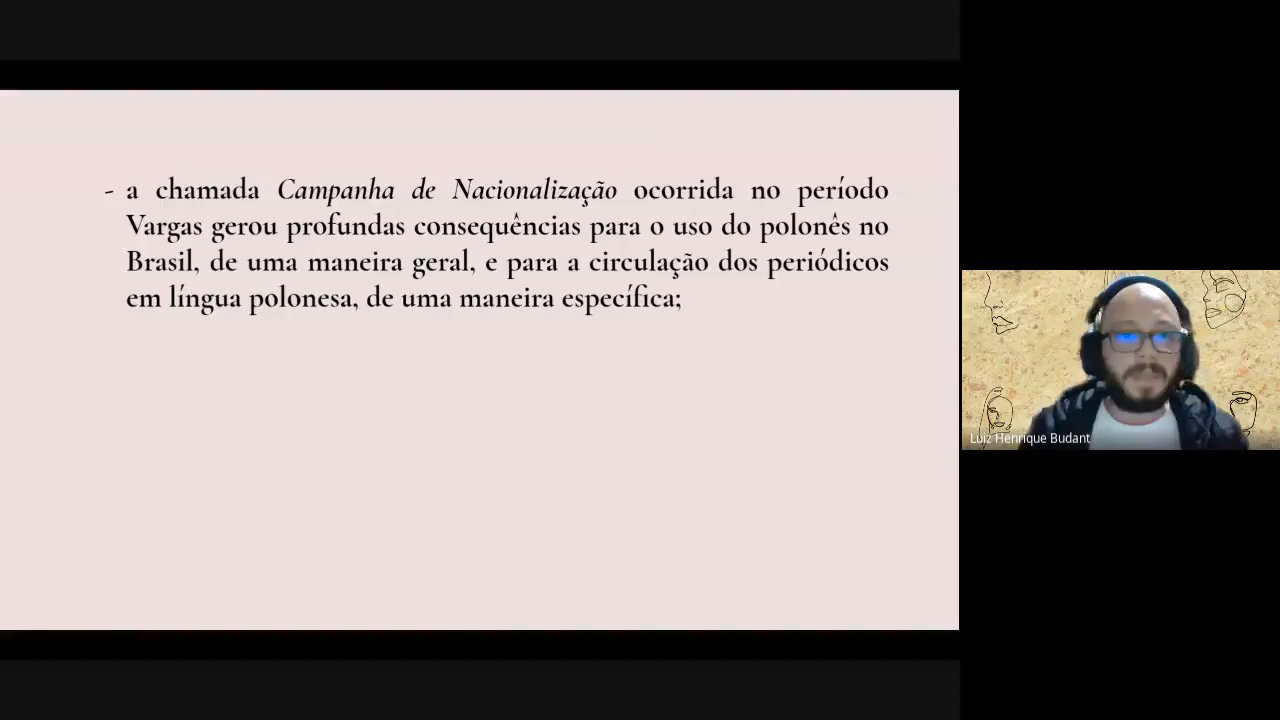 - a chamada Campanha de Nacionalização ocorrida no período
Vargas gerou profundas consequências para o uso do polonês no
Brasil, de uma maneira geral, e para a circulação dos periódicos
em língua polonesa, de uma maneira específica;
Luiz Henrique Budant